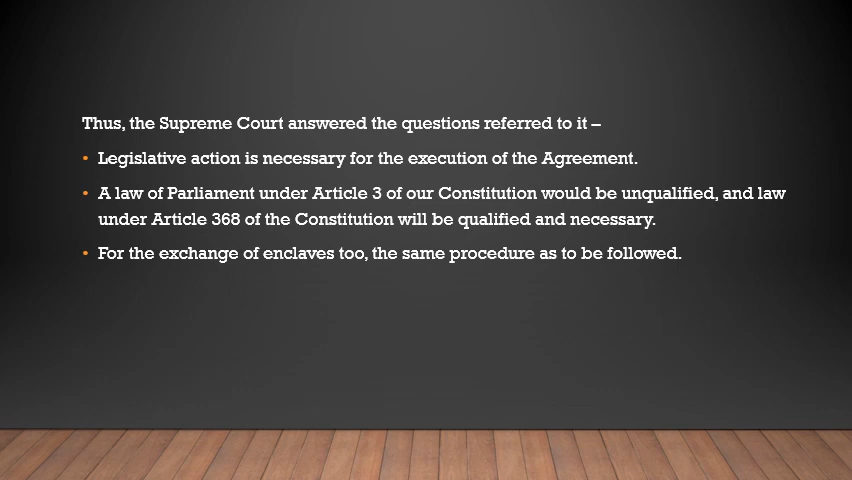 Thus, the Supreme Court answered the questions referred to it –
• Legislative action is necessary for the execution of the Agreement.
• A law of Parliament under Article 3 of our Constitution would be unqualified, and law
under Article 368 of the Constitution will be qualified and necessary.
• For the exchange of enclaves too, the same procedure as to be followed.